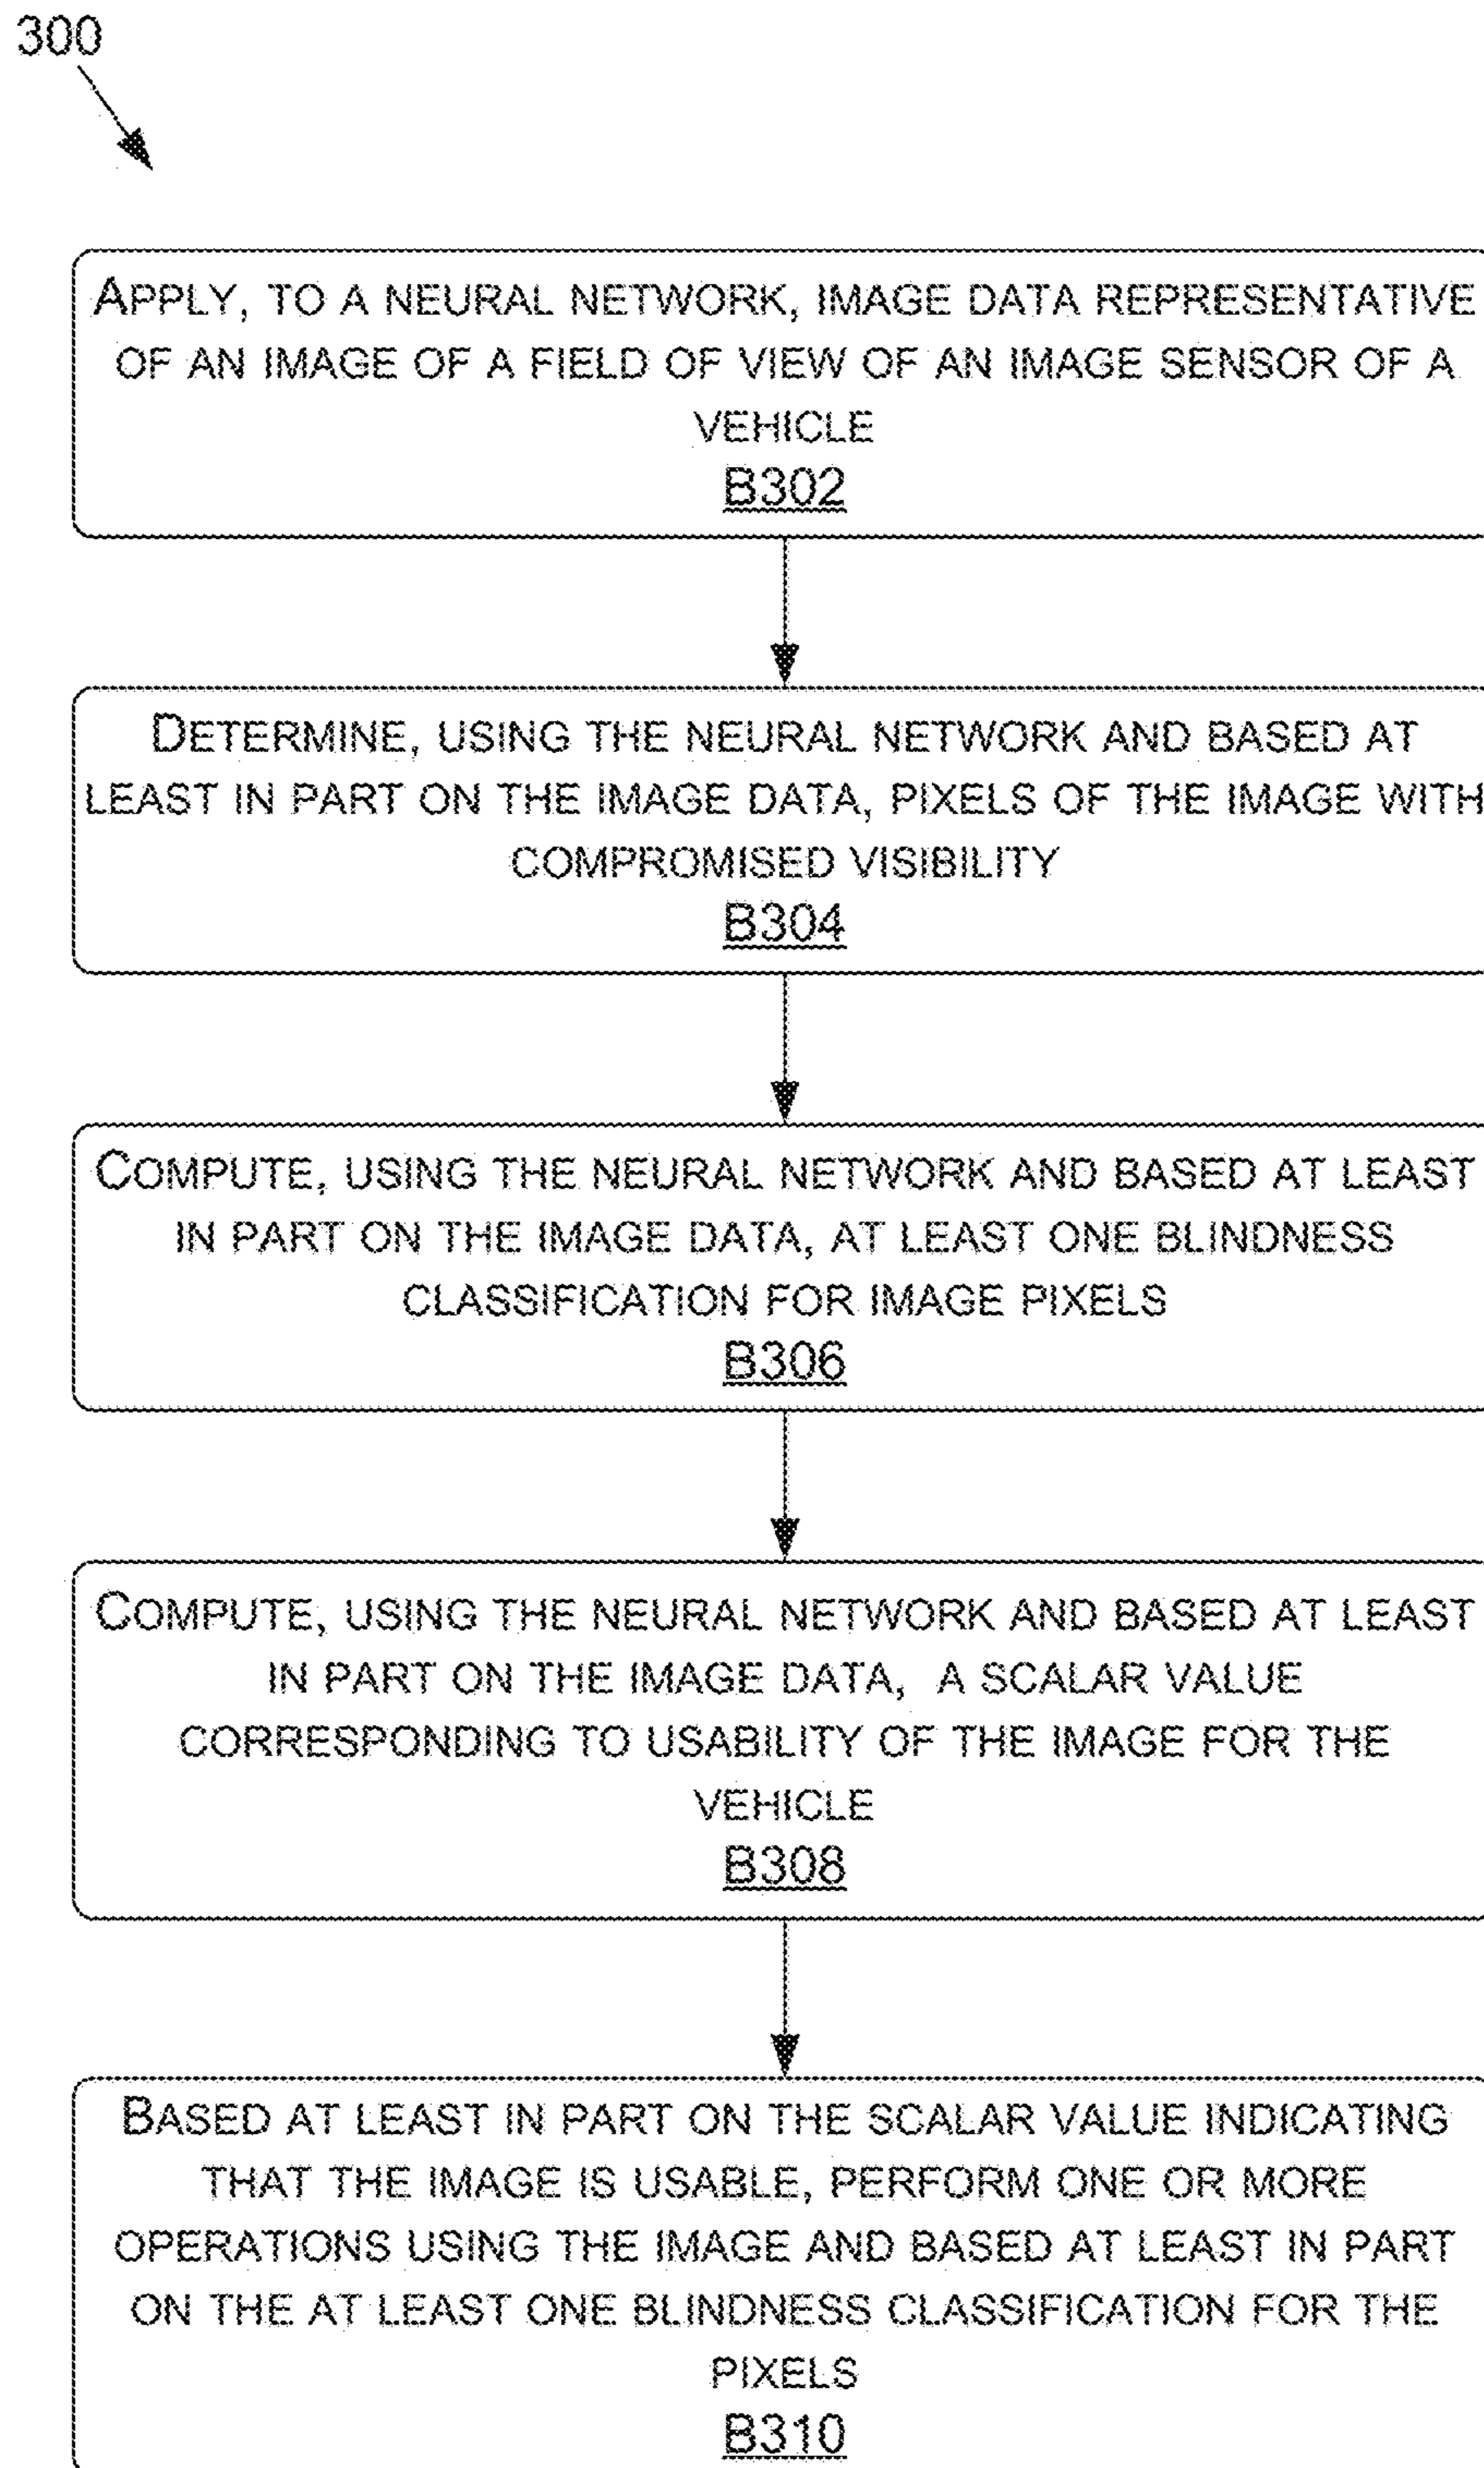 300
APPLY, TO A NEURAL NETWORK, IMAGE DATA REPRESENTATIVE
OF AN IMAGE OF A FIELD OF VIEW OF AN IMAGE SENSOR OF A
VEHICLE
B302
DETERMINE, USING THE NEURAL NETWORK AND BASED AT
LEAST IN PART ON THE IMAGE DATA, PIXELS OF THE IMAGE WITH
COMPROMISED VISIBILITY
B304
COMPUTE, USING THE NEURAL NETWORK AND BASED AT LEAST
IN PART ON THE IMAGE DATA, AT LEAST ONE BLINDNESS
CLASSIFICATION FOR IMAGE PIXELS
B306
COMPUTE, USING THE NEURAL NETWORK AND BASED AT LEAST
IN PART ON THE IMAGE DATA, A SCALAR VALUE
CORRESPONDING TO USABILITY OF THE IMAGE FOR THE
VEHICLE
B308
BASED AT LEAST IN PART ON THE SCALAR VALUE INDICATING
THAT THE IMAGE IS USABLE, PERFORM ONE OR MORE
OPERATIONS USING THE IMAGE AND BASED AT LEAST IN PART
ON THE AT LEAST ONE BLINDNESS CLASSIFICATION FOR THE
PIXELS
B310